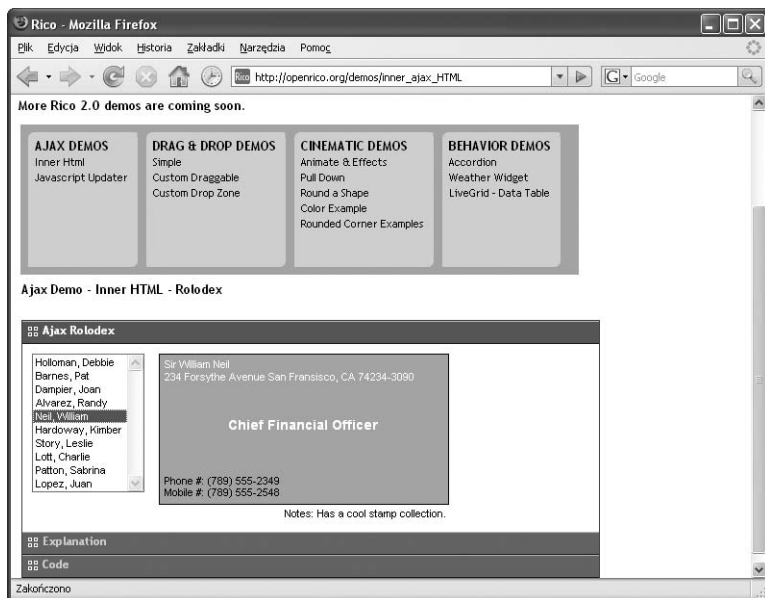 Rico - Mozilla Firefox
Plik Edycja Widok Historia Zakładki Narzędzia Pomoc
Rico http://openrico.org/demos/inner_ajax_HTML G Google
More Rico 2.0 demos are coming soon.
AJAX DEMOS
Inner Html
Javascript Updater
DRAG & DROP DEMOS
Simple
Custom Draggable
Custom Drop Zone
CINEMATIC DEMOS
Animate & Effects
Pull Down
Round a Shape
Color Example
Rounded Corner Examples
BEHAVIOR DEMOS
Accordion
Weather Widget
LiveGrid - Data Table
Ajax Demo - Inner HTML - Rolodex
Ajax Rolodex
Holloman, Debbie
Barnes, Pat
Dampier, Joan
Alvarez, Randy
Neil, William
Hardoway, Kimber
Story, Leslie
Lott, Charlie
Patton, Sabrina
Lopez, Juan
Sir William Neil
234 Forsythe Avenue San Fransisco, CA 74234-3090
Chief Financial Officer
Phone #: (789) 555-2349
Mobile #: (789) 555-2548
Notes: Has a cool stamp collection.
Explanation
Code
Zakończono